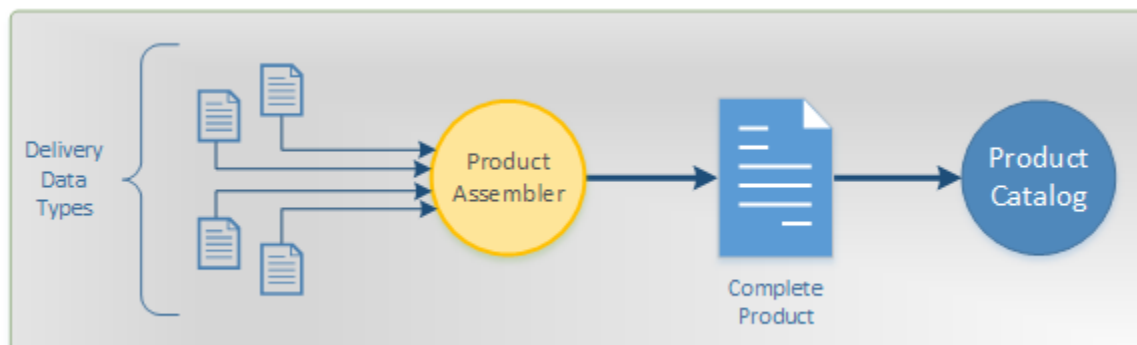 Delivery
Data
Types
Product
Assembler
Complete
Product
Product
Catalog